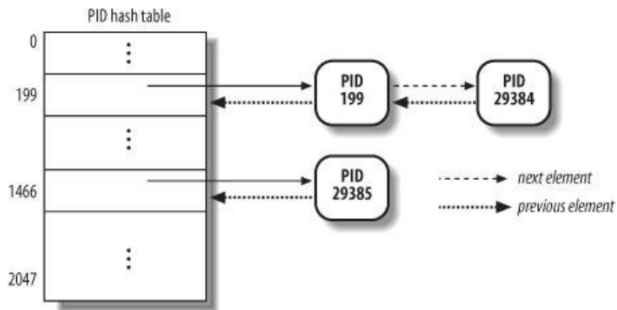 PID hash table
0
199
1466
2047
PID
199
PID
29384
PID
29385
next element
previous element